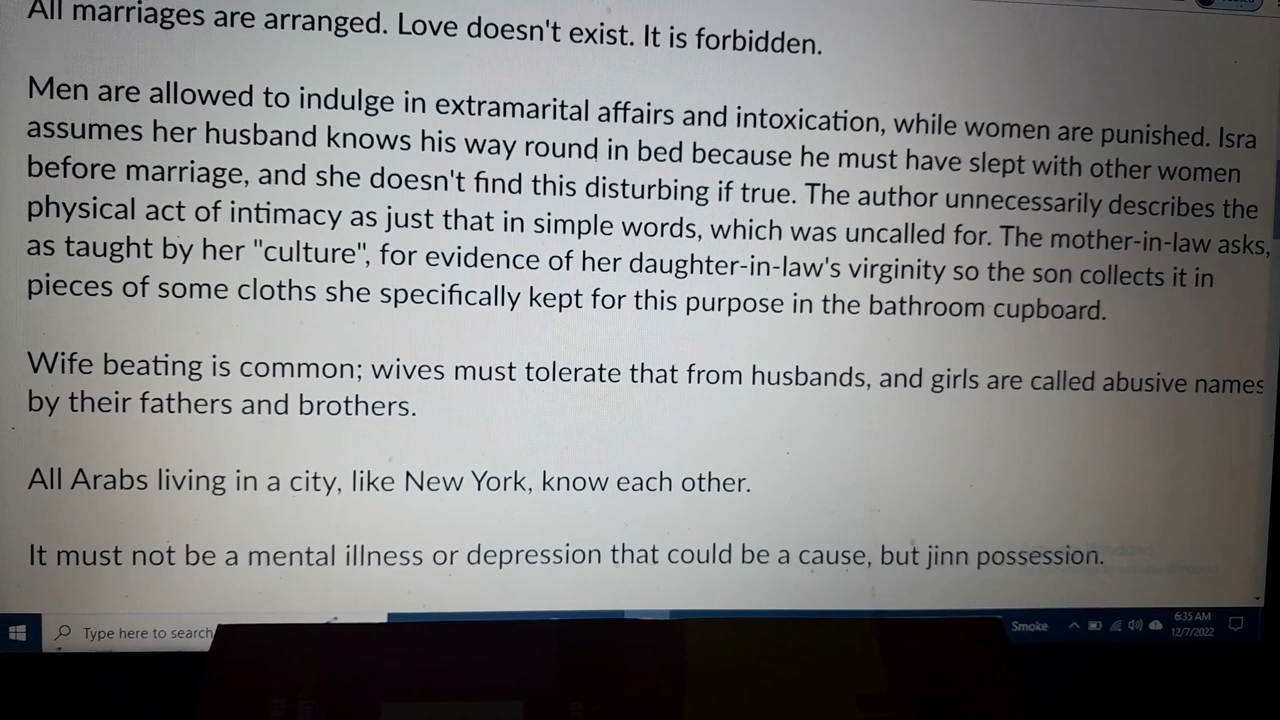 All marriages are arranged. Love doesn't exist. It is forbidden.
Men are allowed to indulge in extramarital affairs and intoxication, while women are punished. Isra
assumes her husband knows his way round in bed because he must have slept with other women
before marriage, and she doesn't find this disturbing if true. The author unnecessarily describes the
physical act of intimacy as just that in simple words, which was uncalled for. The mother-in-law asks,
as taught by her "culture", for evidence of her daughter-in-law's virginity so the son collects it in
pieces of some cloths she specifically kept for this purpose in the bathroom cupboard.
Wife beating is common; wives must tolerate that from husbands, and girls are called abusive names
by their fathers and brothers.
All Arabs living in a city, like New York, know each other.
It must not be a mental illness or depression that could be a cause, but jinn possession.
Type here to search
Smoke
6:35 AM
12/7/2022